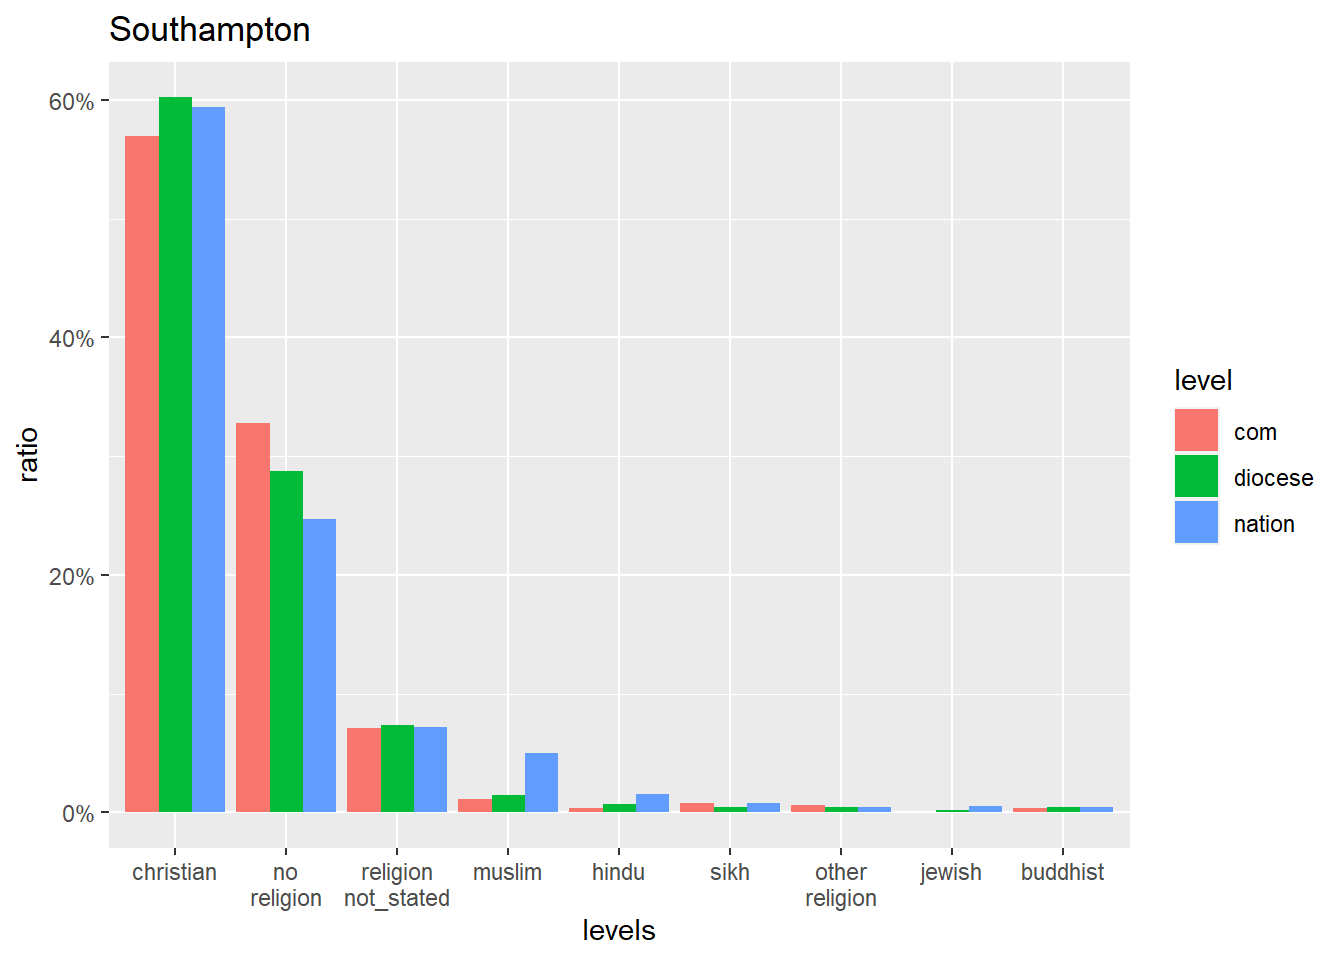 Southampton
60%
40%
20%
0%
ratio
christian
no
religion
religion
not_stated
muslim
hindu
sikh
other
religion
jewish
buddhist
levels
level
com
diocese
nation